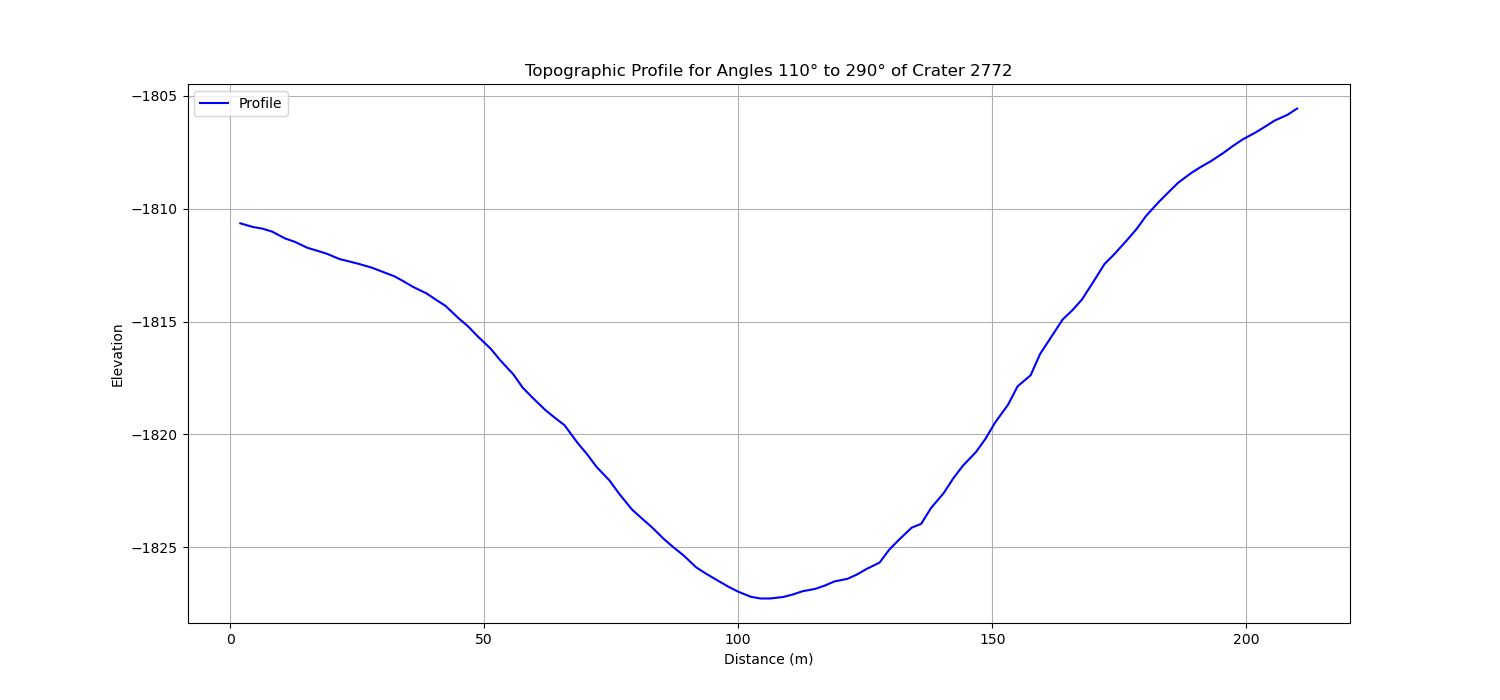 Topographic Profile for Angles 110° to 290° of Crater 2772
Profile
−1805
−1810
−1815
−1820
−1825
Elevation
0 50 100 150 200
Distance (m)